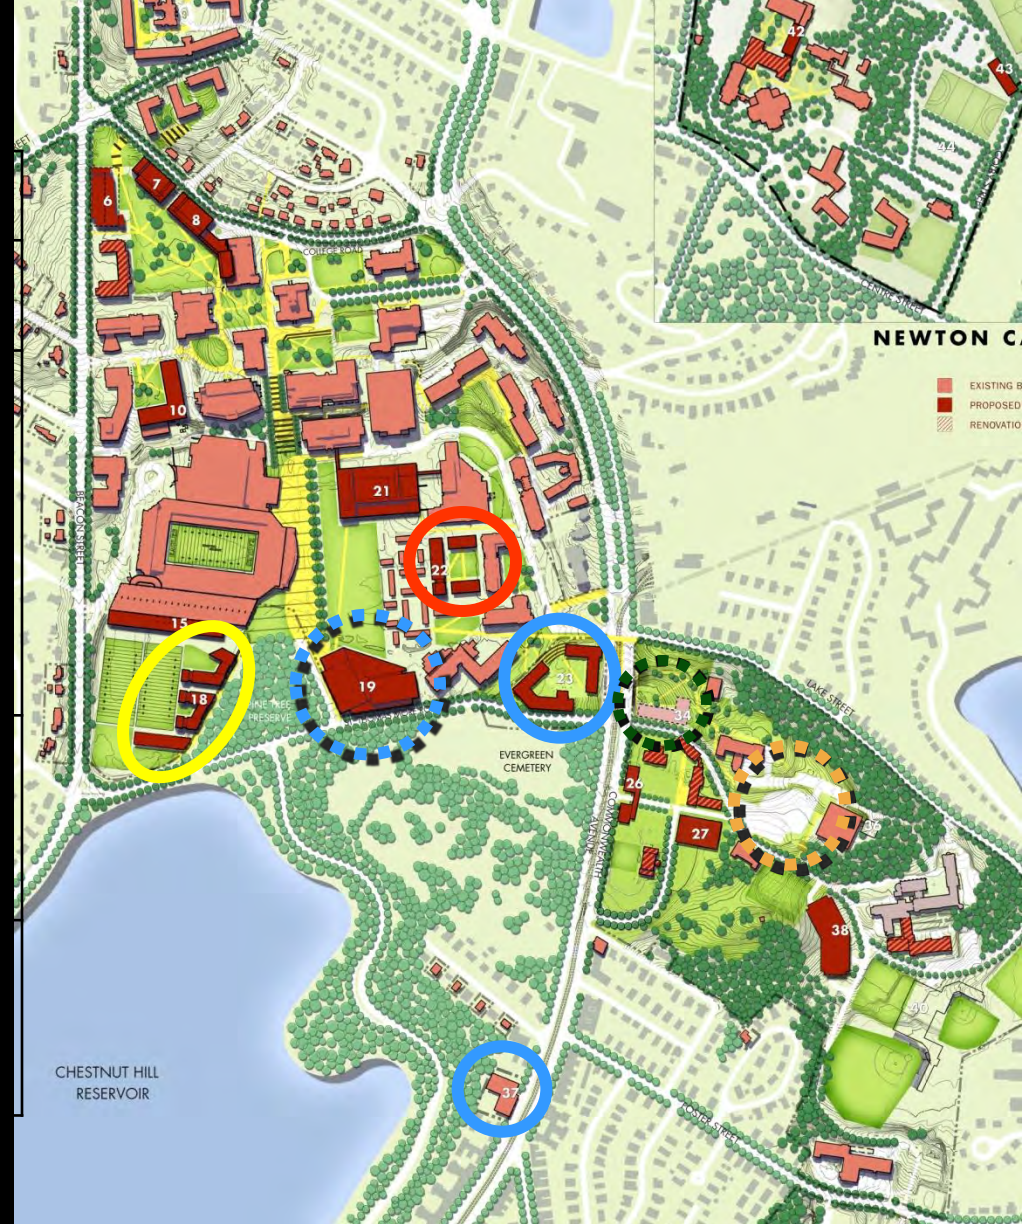 42
43
44
CENTRE STREET
NEWTON CA
EXISTING B
PROPOSED
RENOVATIO
7
6
8
COLLEGE ROAD
10
BEACON STREET
21
22
15
18
19
23
PINE TREE
PRESERVE
EVERGREEN
CEMETERY
LAKE STREET
34
26
27
COMMONWEALTH
AVENUE
38
40
37
FOSTER STREET
CHESTNUT HILL
RESERVOIR